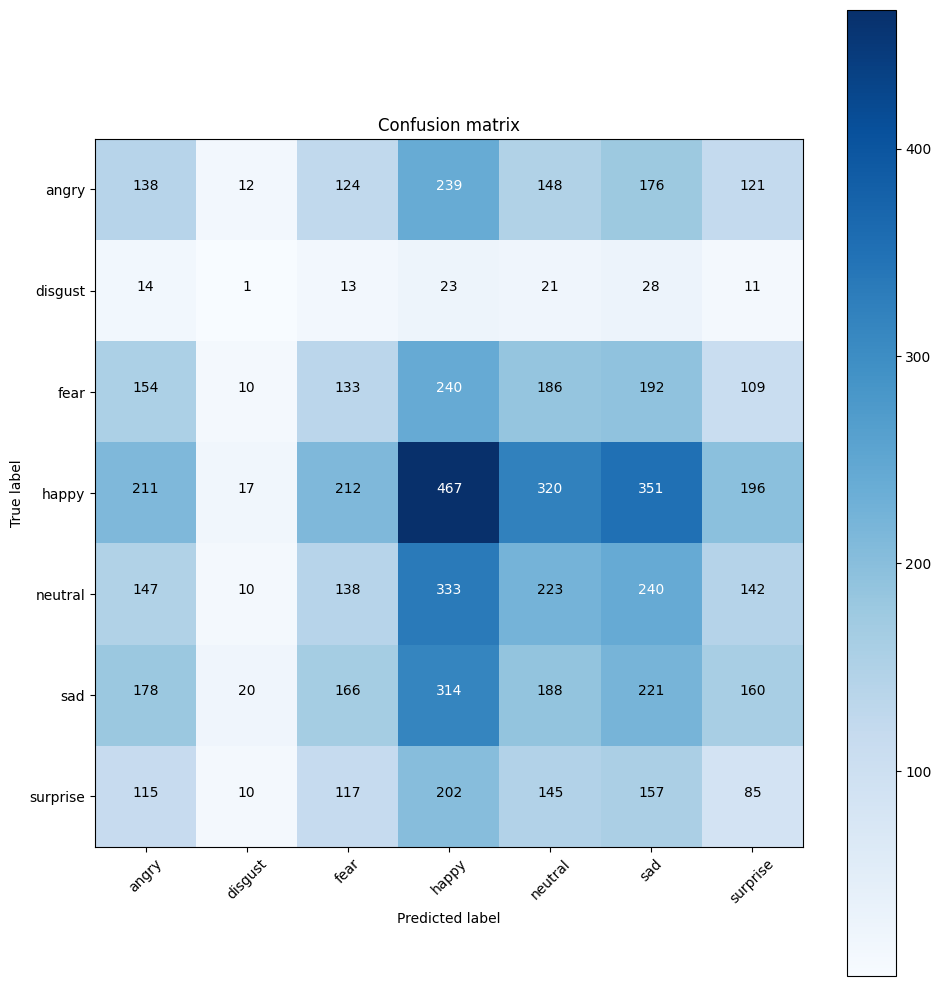 Confusion matrix
angry 138 12 124 239 148 176 121
disgust 14 1 13 23 21 28 11
fear 154 10 133 240 186 192 109
happy 211 17 212 467 320 351 196
neutral 147 10 138 333 223 240 142
sad 178 20 166 314 188 221 160
surprise 115 10 117 202 145 157 85
angry disgust fear happy neutral sad surprise
True label
Predicted label
400
300
200
100